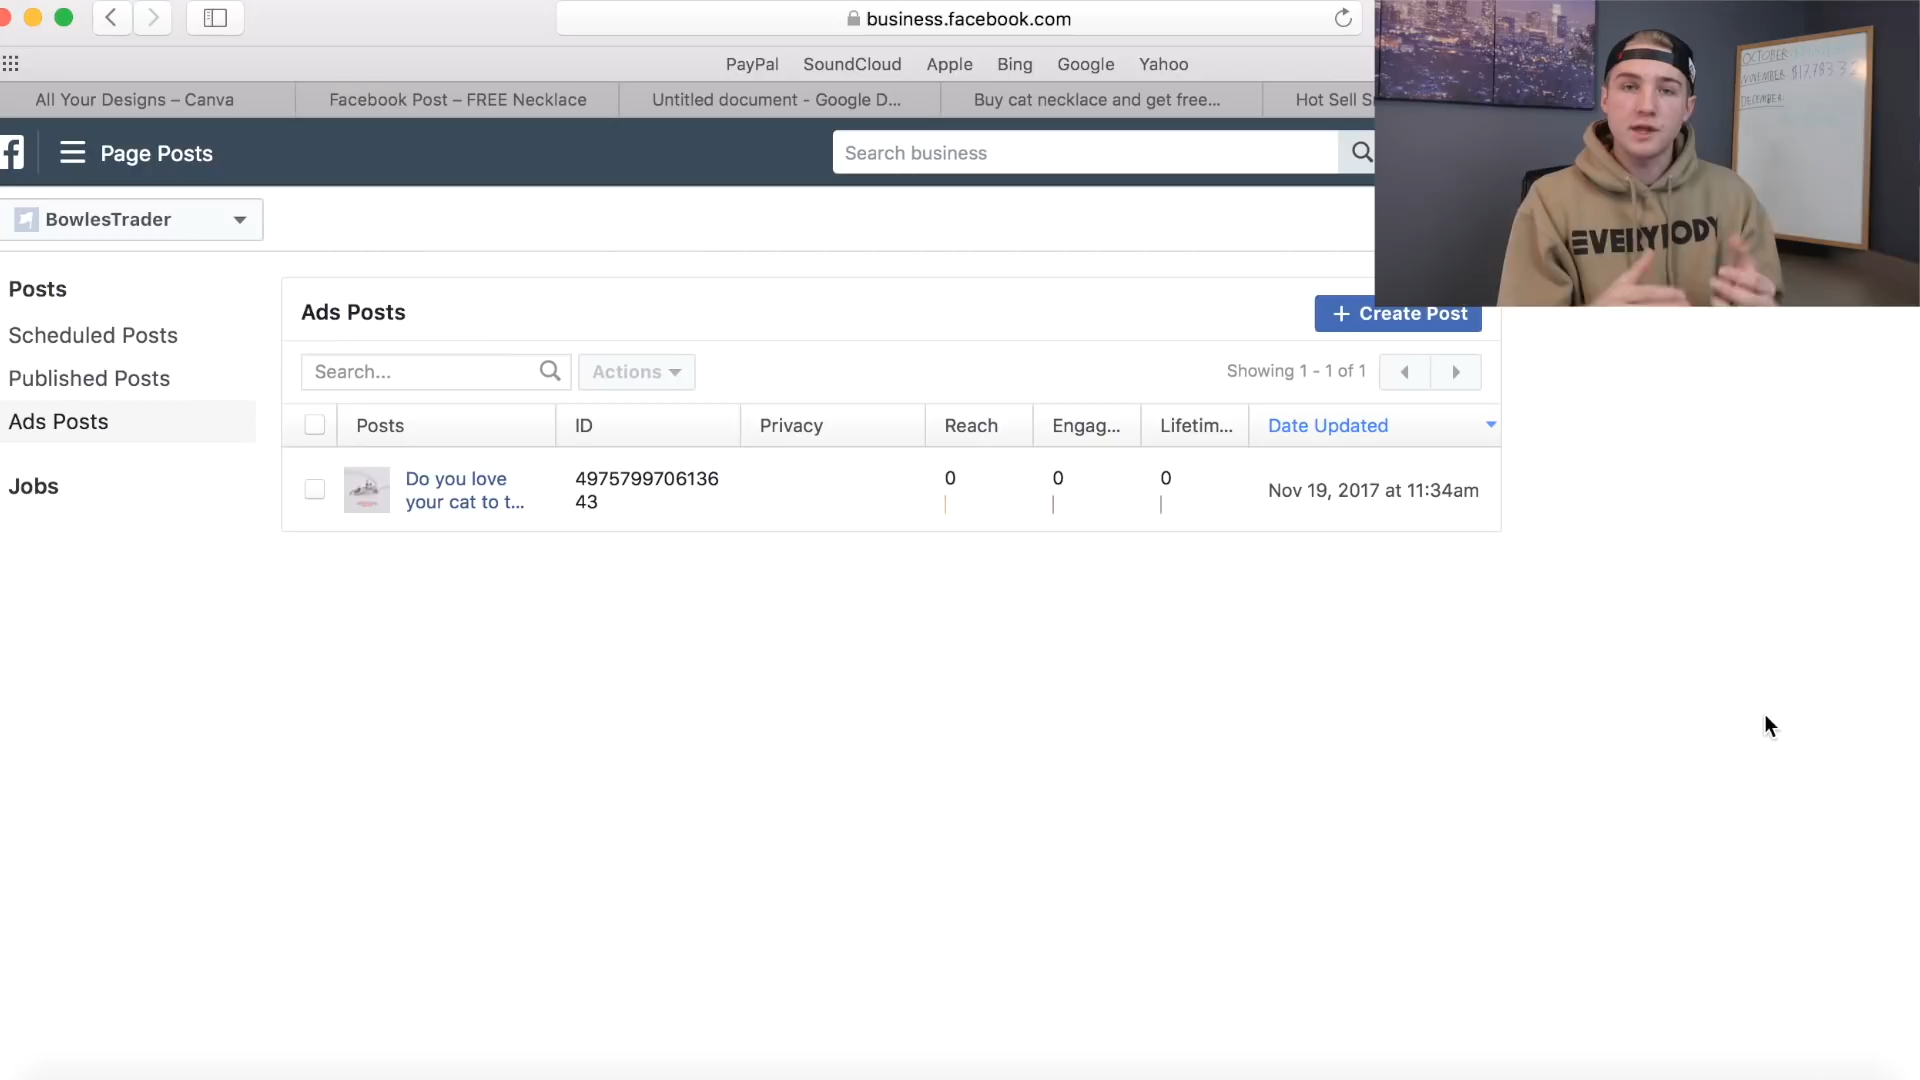 business.facebook.com
PayPal SoundCloud Apple Bing Google Yahoo
All Your Designs – Canva
Facebook Post – FREE Necklace
Untitled document - Google D...
Buy cat necklace and get free...
Hot Sell S
Page Posts
Search business
BowlesTrader
Posts
Scheduled Posts
Published Posts
Ads Posts
Jobs
Ads Posts
+ Create Post
Search...
Actions
Showing 1 - 1 of 1
Posts ID Privacy Reach Engag... Lifetim... Date Updated
Do you love
your cat to t...
4975799706136
43
0 0 0
Nov 19, 2017 at 11:34am
OCTOBER
NOVEMBER
DECEMBER
EVERYBODY